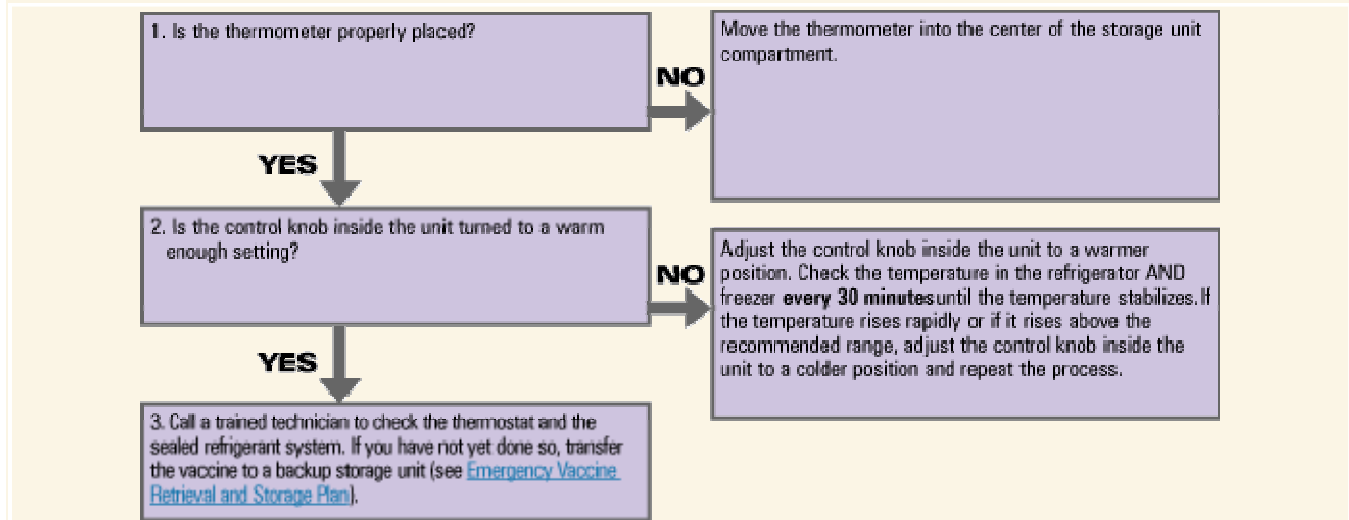 1. Is the thermometer properly placed?
NO
Move the thermometer into the center of the storage unit
compartment.
YES
2. Is the control knob inside the unit turned to a warm
enough setting?
NO
Adjust the control knob inside the unit to a warmer
position. Check the temperature in the refrigerator AND
freezer every 30 minutes until the temperature stabilizes. If
the temperature rises rapidly or if it rises above the
recommended range, adjust the control knob inside the
unit to a colder position and repeat the process.
YES
3. Call a trained technician to check the thermostat and the
sealed refrigerant system. If you have not yet done so, transfer
the vaccine to a backup storage unit (see Emergency Vaccine
Retrieval and Storage Plan).